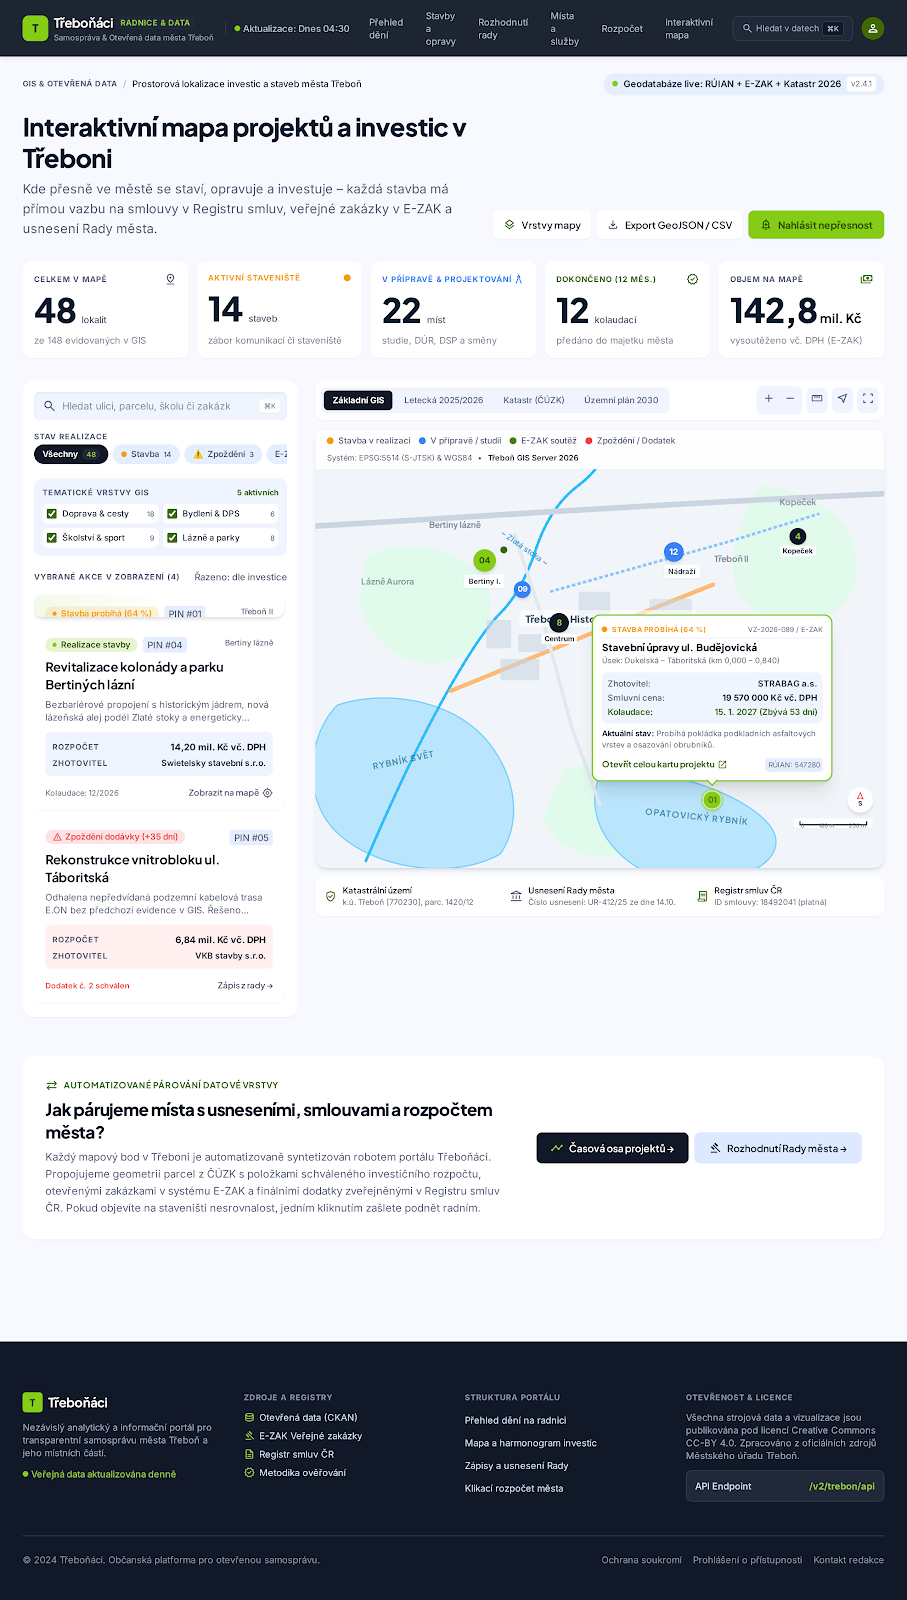 T
Třeboňáci RADNICE & DATA
Samospráva & Otevřená data města Třeboň
Aktualizace: Dnes 04:30
Přehled dění
Stavby a opravy
Rozhodnutí rady
Místa a služby
Rozpočet
Interaktivní mapa
Hledat v datech ⌘K
GIS & OTEVŘENÁ DATA / Prostorová lokalizace investic a staveb města Třeboň
Geodatabáze live: RÚIAN + E-ZAK + Katastr 2026 v2.4.1
Interaktivní mapa projektů a investic v
Třeboni
Kde přesně ve městě se staví, opravuje a investuje – každá stavba má
přímou vazbu na smlouvy v Registru smluv, veřejné zakázky v E-ZAK a
usnesení Rady města.
Vrstvy mapy
Export GeoJSON / CSV
Nahlásit nepřesnost
CELKEM V MAPĚ
48 lokalit
ze 148 evidovaných v GIS
AKTIVNÍ STAVENIŠTĚ
14 staveb
zábor komunikací či staveniště
V PŘÍPRAVĚ & PROJEKTOVÁNÍ
22 míst
studie, DÚR, DSP a směny
DOKONČENO (12 MĚS.)
12 kolaudací
předáno do majetku města
OBJEM NA MAPĚ
142,8 mil. Kč
vysoutěženo vč. DPH (E-ZAK)
Hledat ulici, parcelu, školu či zakázk ⌘K
STAV REALIZACE
Všechny 48
Stavba 14
Zpoždění 3
E-Z
TEMATICKÉ VRSTVY GIS 5 aktivních
Doprava & cesty 18
Bydlení & DPS 6
Školství & sport 9
Lázně a parky 8
VYBRANÉ AKCE V ZOBRAZENÍ (4) Řazeno: dle investice
Stavba probíhá (64 %) PIN #01 Třeboň II
Realizace stavby PIN #04 Bertiny lázně
Revitalizace kolonády a parku
Bertiných lázní
Bezbariérové propojení s historickým jádrem, nová
lázeňská alej podél Zlaté stoky a energeticky...
ROZPOČET 14,20 mil. Kč vč. DPH
ZHOTOVITEL Swietelsky stavební s.r.o.
Kolaudace: 12/2026 Zobrazit na mapě
Zpoždění dodávky (+35 dní) PIN #05
Rekonstrukce vnitrobloku ul.
Táboritská
Odhalena nepředvídaná podzemní kabelová trasa
E.ON bez předchozí evidence v GIS. Řešeno...
ROZPOČET 6,84 mil. Kč vč. DPH
ZHOTOVITEL VKB stavby s.r.o.
Dodatek č. 2 schválen Zápis z rady →
Základní GIS
Letecká 2025/2026
Katastr (ČÚZK)
Územní plán 2030
Stavba v realizaci
V přípravě / studii
E-ZAK soutěž
Zpoždění / Dodatek
Systém: EPSG:5514 (S-JTSK) & WGS84 • Třeboň GIS Server 2026
Kopeček
Bertiny lázně
4
Kopeček
~ Zlatá stoka ~
04
Bertiny l.
12
Nádraží
Třeboň II
Lázně Aurora
09
8
Centrum
STAVBA PROBÍHÁ (64 %) VZ-2026-089 / E-ZAK
Stavební úpravy ul. Budějovická
Úsek: Dukelská – Táboritská (km 0,000 – 0,840)
Zhotovitel: STRABAG a.s.
Smluvní cena: 19 570 000 Kč vč. DPH
Kolaudace: 15. 1. 2027 (Zbývá 53 dní)
Aktuální stav: Probíhá pokládka podkladních asfaltových
vrstev a osazování obrubníků.
Otevřít celou kartu projektu RÚIAN: 547280
RYBNÍK SVĚT
01
OPATOVICKÝ RYBNÍK
S
Katastrální území
k.ú. Třeboň [770230], parc. 1420/12
Usnesení Rady města
Číslo usnesení: UR-412/25 ze dne 14.10.
Registr smluv ČR
ID smlouvy: 18492041 (platná)
AUTOMATIZOVANÉ PÁROVÁNÍ DATOVÉ VRSTVY
Jak párujeme místa s usneseními, smlouvami a rozpočtem
města?
Každý mapový bod v Třeboni je automatizovaně syntetizován robotem portálu Třeboňáci.
Propojujeme geometrii parcel z ČÚZK s položkami schváleného investičního rozpočtu,
otevřenými zakázkami v systému E-ZAK a finálními dodatky zveřejněnými v Registru smluv
ČR. Pokud objevíte na staveništi nesrovnalost, jedním kliknutím zašlete podnět radním.
Časová osa projektů →
Rozhodnutí Rady města →
T Třeboňáci
Nezávislý analytický a informační portál pro
transparentní samosprávu města Třeboň a
jeho místních částí.
Veřejná data aktualizována denně
ZDROJE A REGISTRY
Otevřená data (CKAN)
E-ZAK Veřejné zakázky
Registr smluv ČR
Metodika ověřování
STRUKTURA PORTÁLU
Přehled dění na radnici
Mapa a harmonogram investic
Zápisy a usnesení Rady
Klikací rozpočet města
OTEVŘENOST & LICENCE
Všechna strojová data a vizualizace jsou
publikována pod licencí Creative Commons
CC-BY 4.0. Zpracováno z oficiálních zdrojů
Městského úřadu Třeboň.
API Endpoint /v2/trebon/api
© 2024 Třeboňáci. Občanská platforma pro otevřenou samosprávu.
Ochrana soukromí Prohlášení o přístupnosti Kontakt redakce